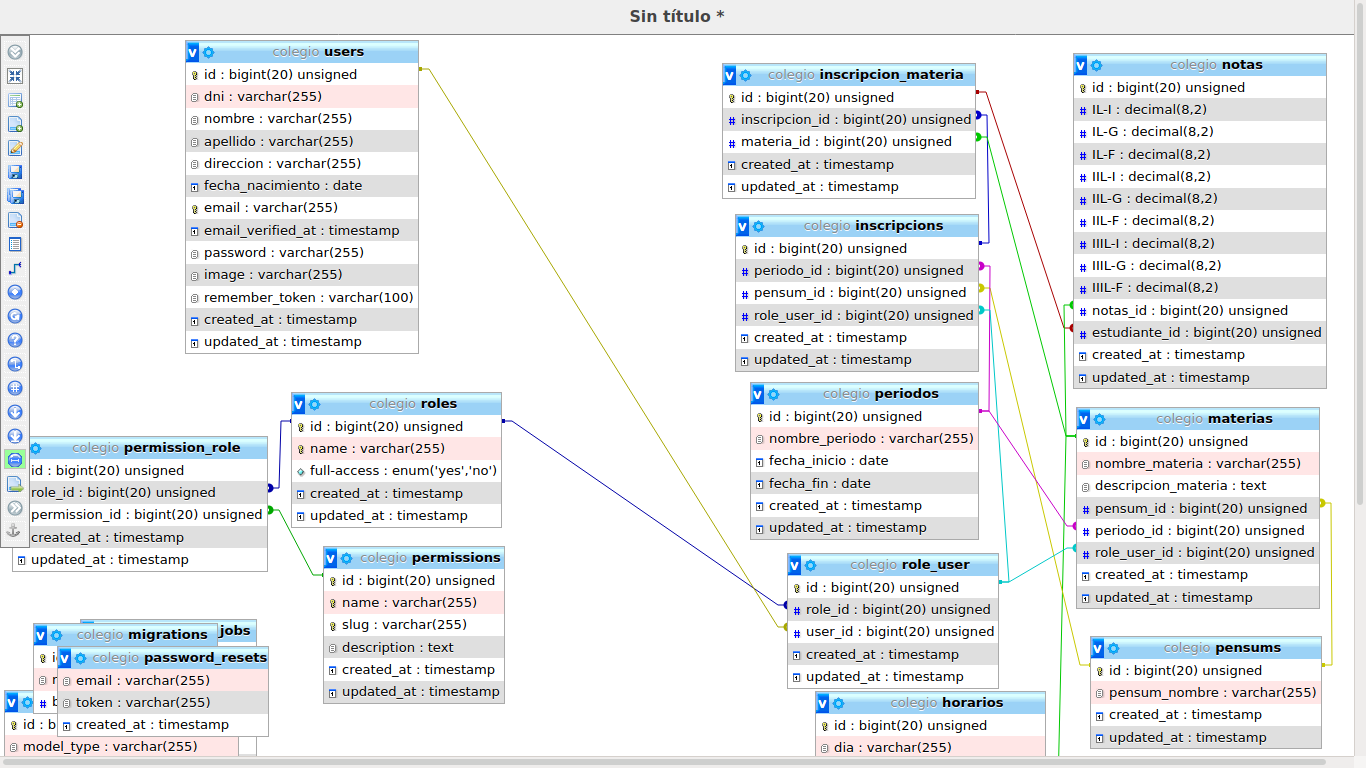 Sin título *
colegio users
id : bigint(20) unsigned
dni : varchar(255)
nombre : varchar(255)
apellido : varchar(255)
direccion : varchar(255)
fecha_nacimiento : date
email : varchar(255)
email_verified_at : timestamp
password : varchar(255)
image : varchar(255)
remember_token : varchar(100)
created_at : timestamp
updated_at : timestamp
colegio roles
id : bigint(20) unsigned
name : varchar(255)
full-access : enum('yes','no')
created_at : timestamp
updated_at : timestamp
colegio permission_role
id : bigint(20) unsigned
role_id : bigint(20) unsigned
permission_id : bigint(20) unsigned
created_at : timestamp
updated_at : timestamp
colegio permissions
id : bigint(20) unsigned
name : varchar(255)
slug : varchar(255)
description : text
created_at : timestamp
updated_at : timestamp
jobs
colegio migrations
colegio password_resets
email : varchar(255)
token : varchar(255)
created_at : timestamp
id : b
model_type : varchar(255)
colegio inscripcion_materia
id : bigint(20) unsigned
inscripcion_id : bigint(20) unsigned
materia_id : bigint(20) unsigned
created_at : timestamp
updated_at : timestamp
colegio inscripcions
id : bigint(20) unsigned
periodo_id : bigint(20) unsigned
pensum_id : bigint(20) unsigned
role_user_id : bigint(20) unsigned
created_at : timestamp
updated_at : timestamp
colegio periodos
id : bigint(20) unsigned
nombre_periodo : varchar(255)
fecha_inicio : date
fecha_fin : date
created_at : timestamp
updated_at : timestamp
colegio role_user
id : bigint(20) unsigned
role_id : bigint(20) unsigned
user_id : bigint(20) unsigned
created_at : timestamp
updated_at : timestamp
colegio horarios
id : bigint(20) unsigned
dia : varchar(255)
colegio notas
id : bigint(20) unsigned
IL-I : decimal(8,2)
IL-G : decimal(8,2)
IL-F : decimal(8,2)
IIL-I : decimal(8,2)
IIL-G : decimal(8,2)
IIL-F : decimal(8,2)
IIIL-I : decimal(8,2)
IIIL-G : decimal(8,2)
IIIL-F : decimal(8,2)
notas_id : bigint(20) unsigned
estudiante_id : bigint(20) unsigned
created_at : timestamp
updated_at : timestamp
colegio materias
id : bigint(20) unsigned
nombre_materia : varchar(255)
descripcion_materia : text
pensum_id : bigint(20) unsigned
periodo_id : bigint(20) unsigned
role_user_id : bigint(20) unsigned
created_at : timestamp
updated_at : timestamp
colegio pensums
id : bigint(20) unsigned
pensum_nombre : varchar(255)
created_at : timestamp
updated_at : timestamp